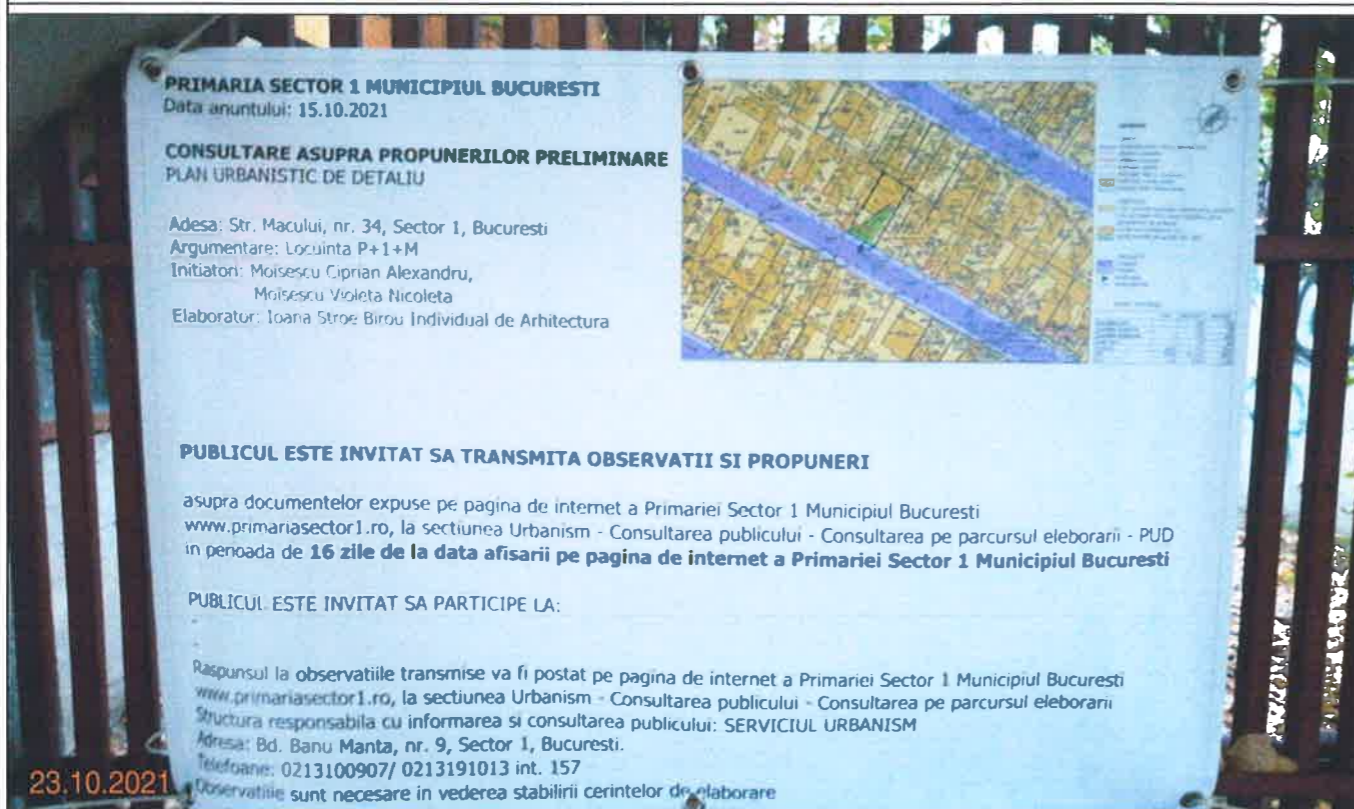 PRIMARIA SECTOR 1 MUNICIPIUL BUCURESTI
Data anuntului: 15.10.2021
CONSULTARE ASUPRA PROPUNERILOR PRELIMINARE
PLAN URBANISTIC DE DETALIU
Adesa: Str. Macului, nr. 34, Sector 1, Bucuresti
Argumentare: Locuinta P+1+M
Initiatori: Moisescu Ciprian Alexandru,
Moisescu Violeta Nicoleta
Elaborator: Ioana Stroe Birou Individual de Arhitectura
PUBLICUL ESTE INVITAT SA TRANSMITA OBSERVATII SI PROPUNERI
asupra documentelor expuse pe pagina de internet a Primariei Sector 1 Municipiul Bucuresti
www.primariasector1.ro, la sectiunea Urbanism - Consultarea publicului - Consultarea pe parcursul eleborarii - PUD
in perioada de 16 zile de la data afisarii pe pagina de internet a Primariei Sector 1 Municipiul Bucuresti
PUBLICUL ESTE INVITAT SA PARTICIPE LA:
-
-
Raspunsul la observatiile transmise va fi postat pe pagina de internet a Primariei Sector 1 Municipiul Bucuresti
www.primariasector1.ro, la sectiunea Urbanism - Consultarea publicului - Consultarea pe parcursul eleborarii
Structura responsabila cu informarea si consultarea publicului: SERVICIUL URBANISM
Adresa: Bd. Banu Manta, nr. 9, Sector 1, Bucuresti.
Telefoane: 0213100907/ 0213191013 int. 157
Observatiile sunt necesare in vederea stabilirii cerintelor de elaborare
23.10.2021